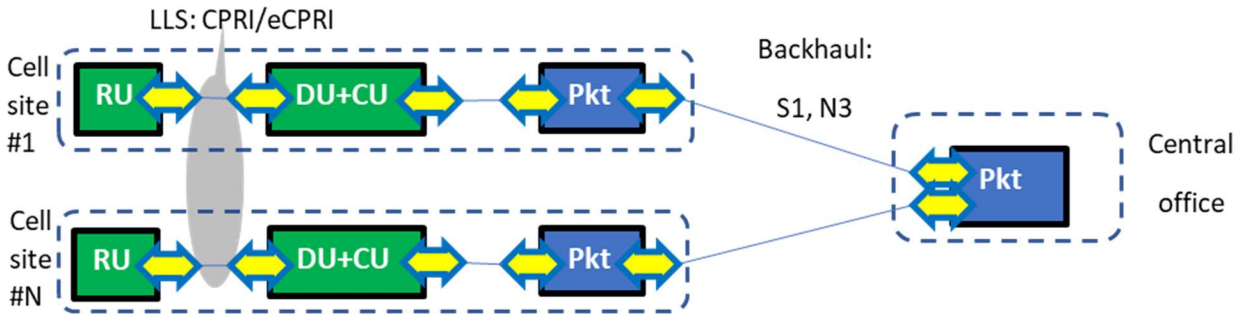 LLS: CPRI/eCPRI
Cell
site
#1
RU
DU+CU
Pkt
Backhaul:
S1, N3
Pkt
Central
office
Cell
site
#N
RU
DU+CU
Pkt